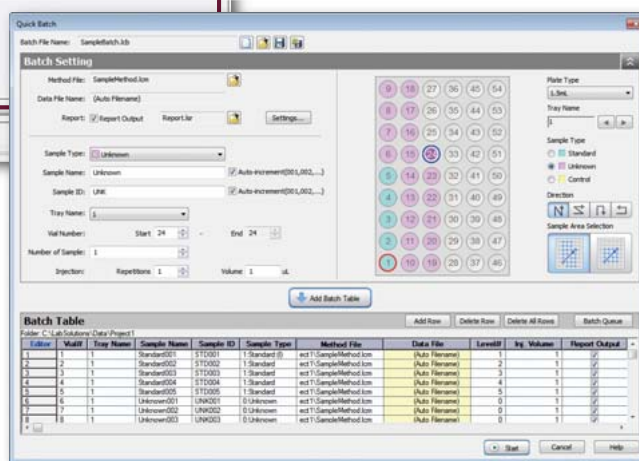 Quick Batch
Batch File Name: SampleBatch.lcb
Batch Setting
Method File: SampleMethod.lcm
Data File Name: (Auto Filename)
Report: Report Output Report.lsr Settings...
Sample Type: Unknown
Sample Name: Unknown Auto-increment(001,002,...)
Sample ID: UNK Auto-increment(001,002,...)
Tray Name: 1
Vial Number: Start 24 - End 24
Number of Sample: 1
Injection: Repetitions 1 Volume 1 uL
9 18 27 36 45 54
8 17 26 35 44 53
7 16 25 34 43 52
6 15 24 33 42 51
5 14 23 32 41 50
4 13 22 31 40 49
3 12 21 30 39 48
2 11 20 29 38 47
1 10 19 28 37 46
Plate Type
1.5mL
Tray Name
1
Sample Type
Standard
Unknown
Control
Direction
Sample Area Selection
Add Batch Table
Batch Table Add Row Delete Row Delete All Rows Batch Queue
Folder: C:\LabSolutions\Data\Project1
Editor Vial# Tray Name Sample Name Sample ID Sample Type Method File Data File Level# Inj. Volume Report Output
1 1 1 Standard001 STD001 1:Standard (I) ect1\SampleMethod.lcm (Auto Filename) 1 1
2 2 1 Standard002 STD002 1:Standard ect1\SampleMethod.lcm (Auto Filename) 2 1
3 3 1 Standard003 STD003 1:Standard ect1\SampleMethod.lcm (Auto Filename) 3 1
4 4 1 Standard004 STD004 1:Standard ect1\SampleMethod.lcm (Auto Filename) 4 1
5 5 1 Standard005 STD005 1:Standard ect1\SampleMethod.lcm (Auto Filename) 5 1
6 6 1 Unknown001 UNK001 0:Unknown ect1\SampleMethod.lcm (Auto Filename) 0 1
7 7 1 Unknown002 UNK002 0:Unknown ect1\SampleMethod.lcm (Auto Filename) 0 1
8 8 1 Unknown003 UNK003 0:Unknown ect1\SampleMethod.lcm (Auto Filename) 0 1
Start Cancel Help